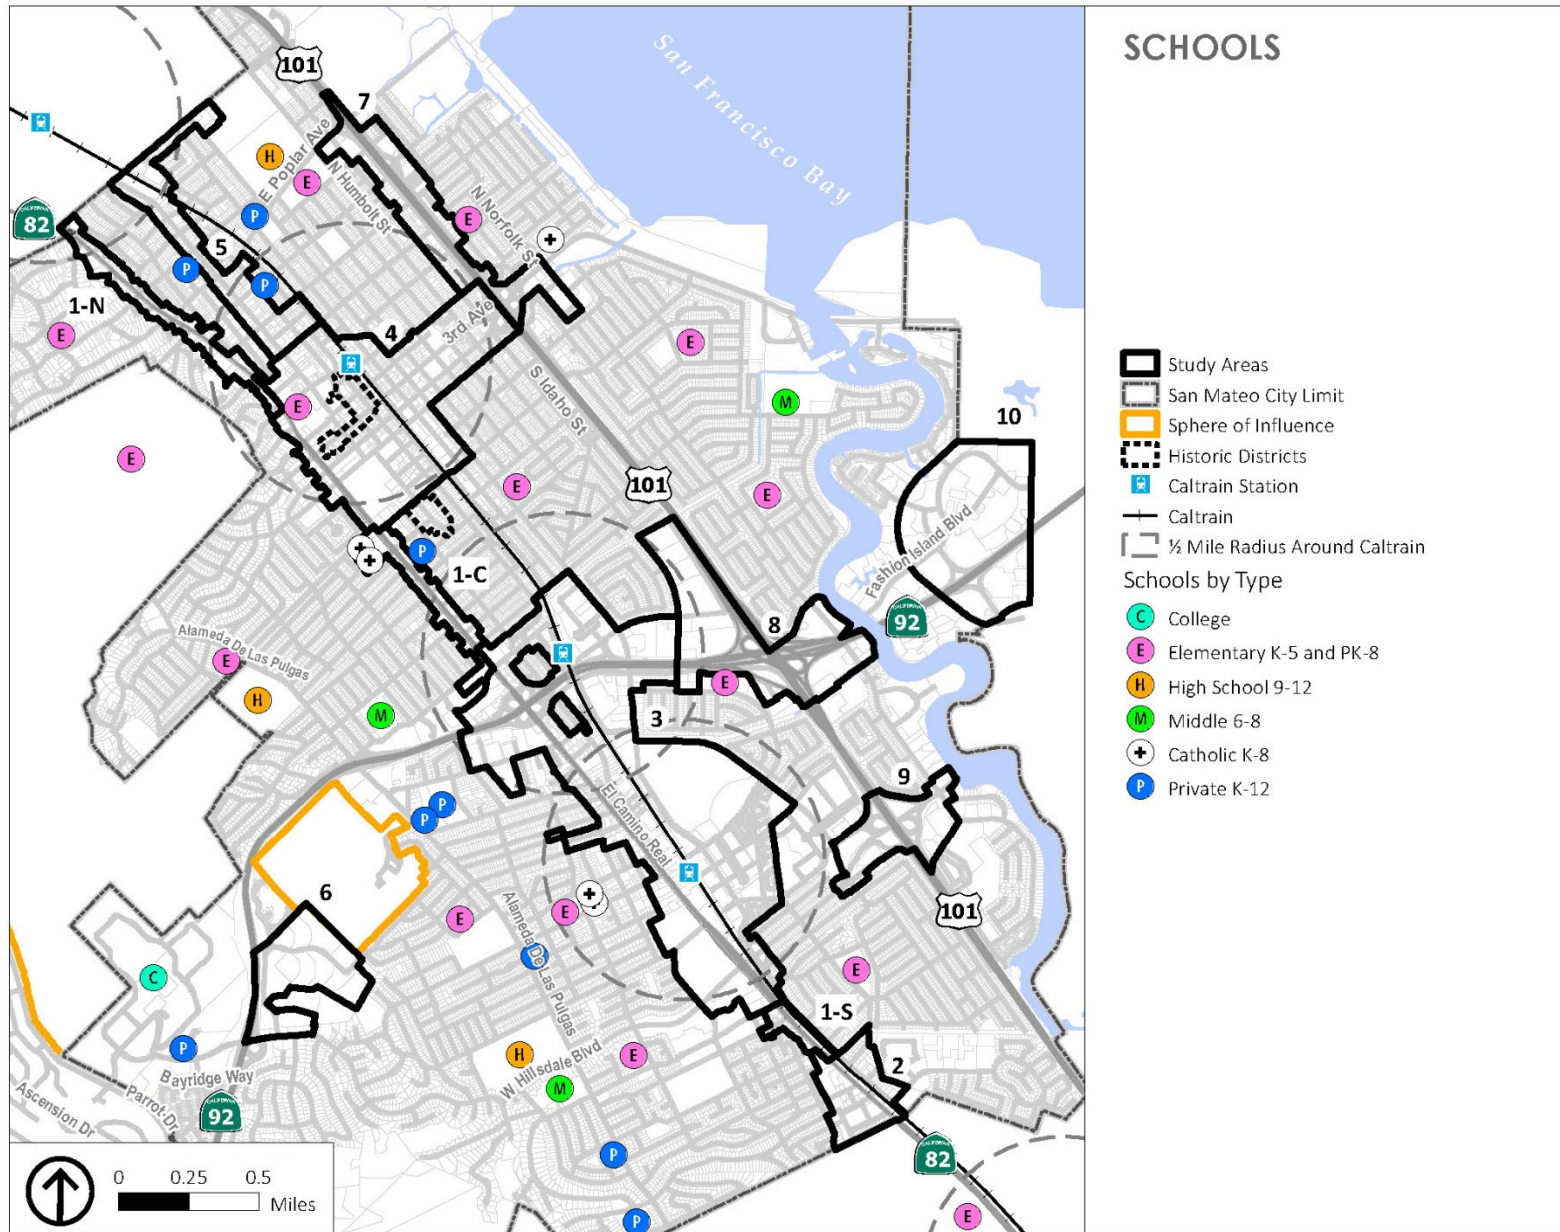 SCHOOLS
San Francisco Bay
101
7
E Poplar Ave
N Humbolt St
N Norfolk St
H
E
P
E
CALIFORNIA
82
5
P
P
1-N
E
4
3rd Ave
S Idaho St
E
M
E
E
E
E
10
101
P
1-C
Fashion Island Blvd
CALIFORNIA
92
8
Alameda De Las Pulgas
E
H
M
E
3
9
P
P
El Camino Real
6
E
E
Alameda De Las Pulgas
P
101
C
E
1-S
P
Bayridge Way
H
W Hillsdale Blvd
E
M
2
Parrot Dr
Ascension Dr
CALIFORNIA
92
P
CALIFORNIA
82
P
E
0 0.25 0.5
Miles
Study Areas
San Mateo City Limit
Sphere of Influence
Historic Districts
Caltrain Station
Caltrain
½ Mile Radius Around Caltrain
Schools by Type
C College
E Elementary K-5 and PK-8
H High School 9-12
M Middle 6-8
Catholic K-8
P Private K-12